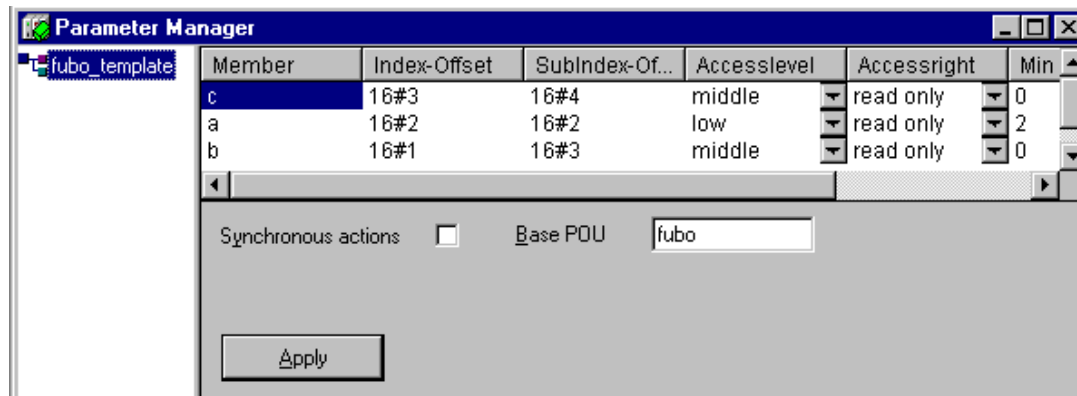 Parameter Manager
fubo_template
Member Index-Offset SubIndex-Of... Accesslevel Accessright Min
c 16#3 16#4 middle read only 0
a 16#2 16#2 low read only 2
b 16#1 16#3 middle read only 0
Synchronous actions Base POU fubo
Apply